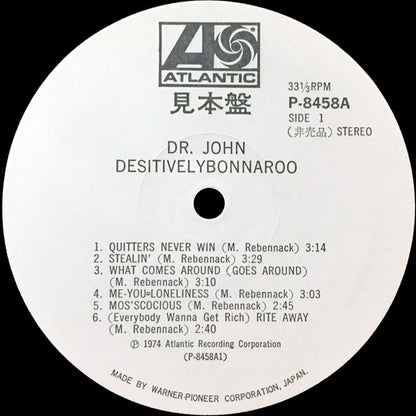 ATLANTIC
見本盤
33⅓RPM
P-8458A
SIDE 1
(非売品) STEREO
DR. JOHN
DESITIVELYBONNAROO
1. QUITTERS NEVER WIN (M. Rebennack) 3:14
2. STEALIN' (M. Rebennack) 3:29
3. WHAT COMES AROUND (GOES AROUND)
(M. Rebennack) 3:10
4. ME-YOU=LONELINESS (M. Rebennack) 3:03
5. MOS'SCOCIOUS (M. Rebennack) 2:45
6. (Everybody Wanna Get Rich) RITE AWAY
(M. Rebennack) 2:40
Ⓟ 1974 Atlantic Recording Corporation
(P-8458A1)
MADE BY WARNER-PIONEER CORPORATION, JAPAN.